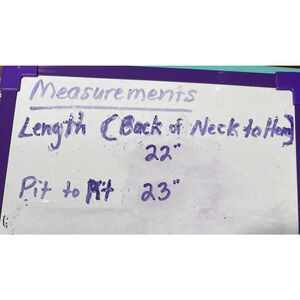 Measurements
Length (Back of Neck to Hem)
22"
Pit to Pit 23"